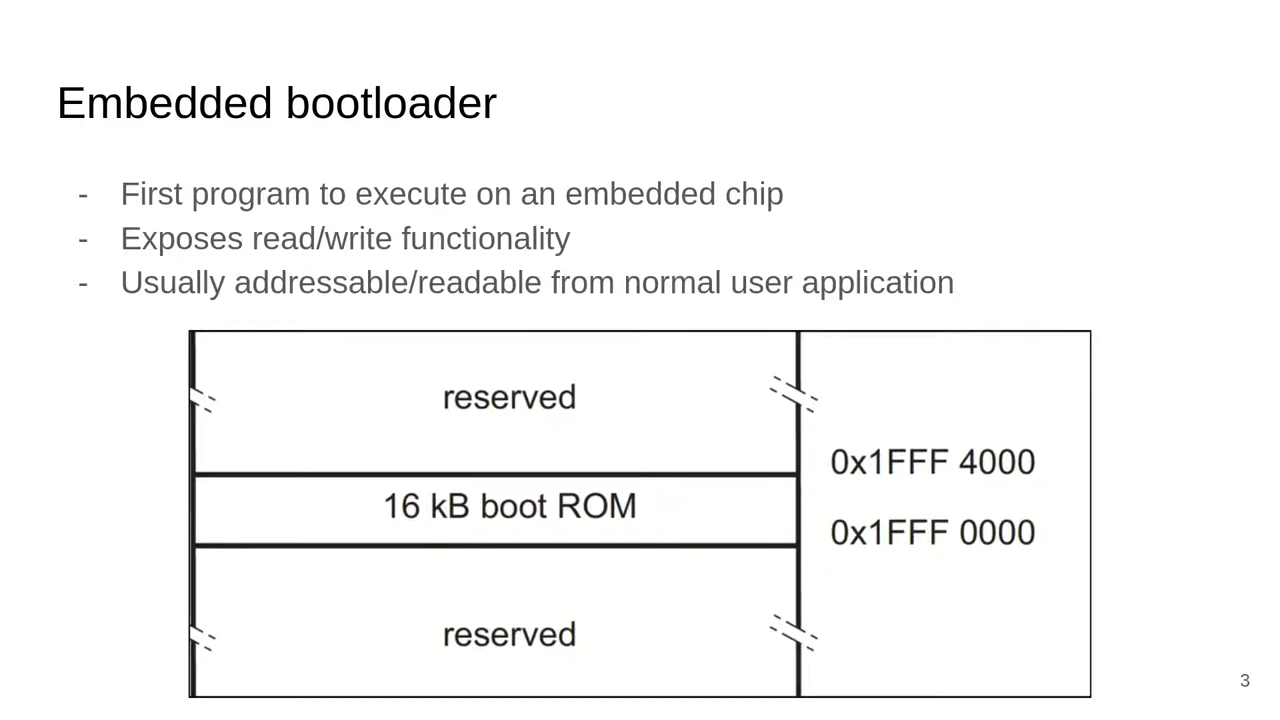 Embedded bootloader
- First program to execute on an embedded chip
- Exposes read/write functionality
- Usually addressable/readable from normal user application
reserved
0x1FFF 4000
16 kB boot ROM
0x1FFF 0000
reserved
3